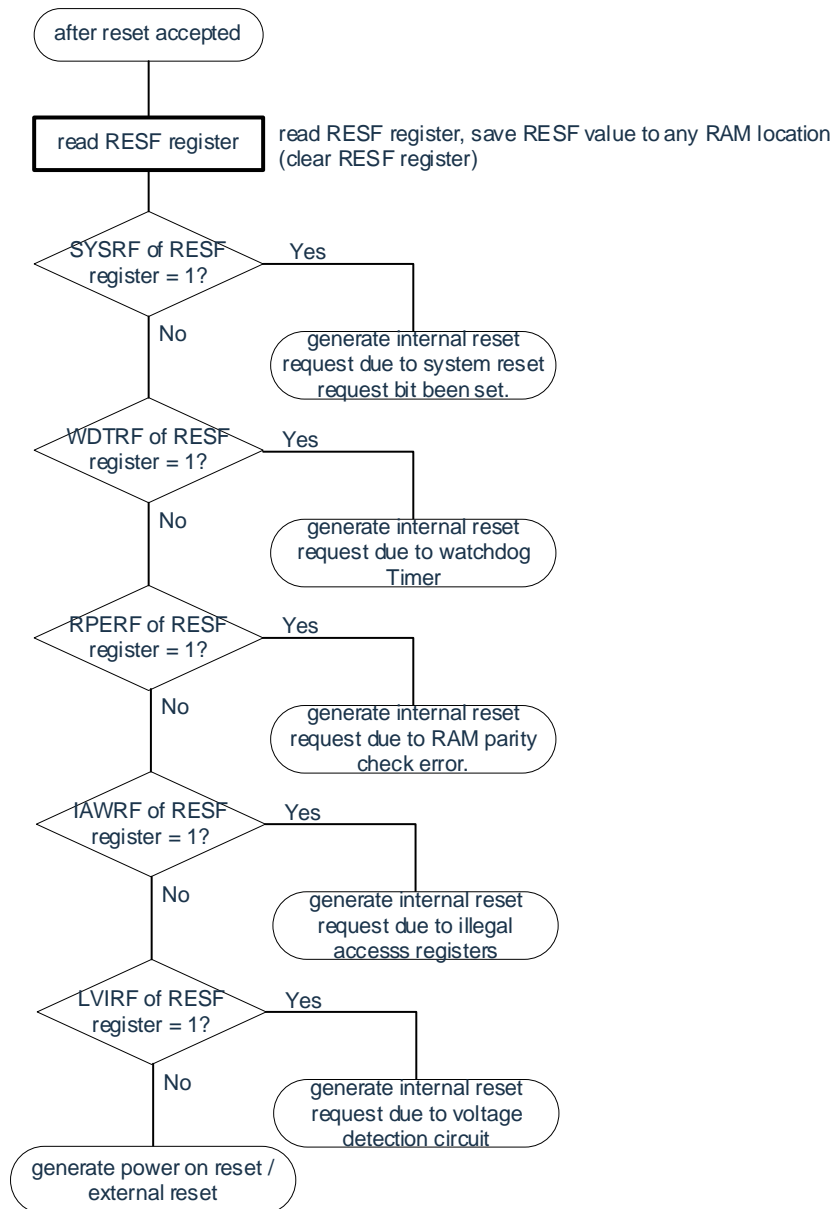 after reset accepted
read RESF register
read RESF register, save RESF value to any RAM location
(clear RESF register)
SYSRF of RESF
register = 1?
Yes
No
generate internal reset
request due to system reset
request bit been set.
WDTRF of RESF
register = 1?
Yes
No
generate internal reset
request due to watchdog
Timer
RPERF of RESF
register = 1?
Yes
No
generate internal reset
request due to RAM parity
check error.
IAWRF of RESF
register = 1?
Yes
No
generate internal reset
request due to illegal
accesss registers
LVIRF of RESF
register = 1?
Yes
No
generate internal reset
request due to voltage
detection circuit
generate power on reset /
external reset